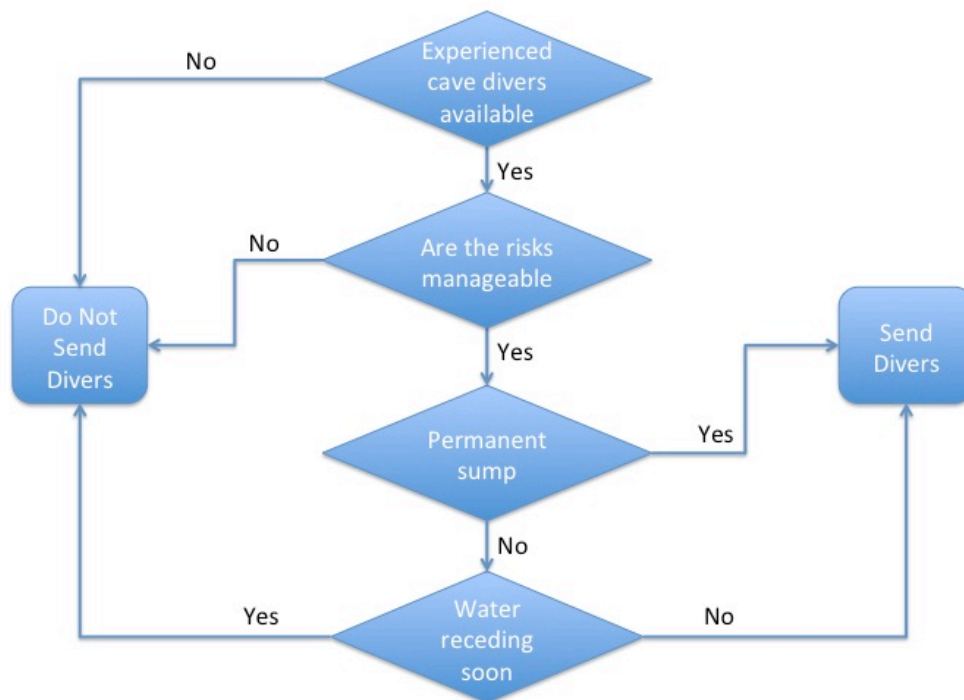 Experienced
cave divers
available
No
Yes
Are the risks
manageable
No
Do Not
Send
Divers
Send
Divers
Yes
Permanent
sump
Yes
No
Water
receding
soon
Yes
No